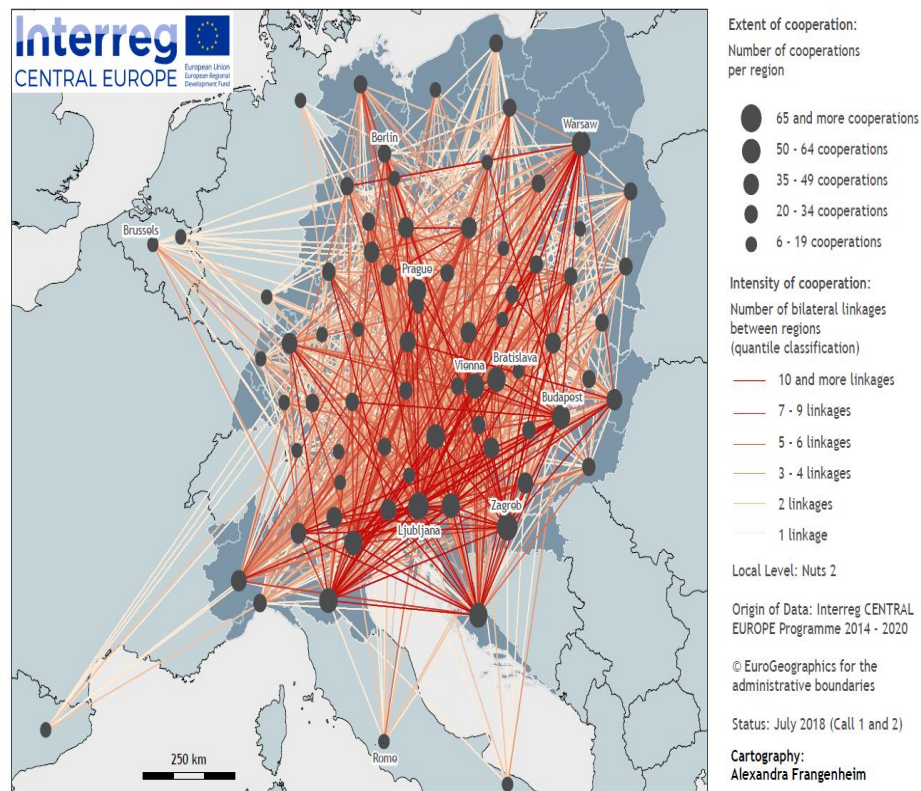 Interreg
CENTRAL EUROPE
European Union
European Regional
Development Fund
Berlin
Warsaw
Brussels
Prague
Vienna
Bratislava
Budapest
Zagreb
Ljubljana
Rome
250 km
Extent of cooperation:
Number of cooperations
per region
65 and more cooperations
50 - 64 cooperations
35 - 49 cooperations
20 - 34 cooperations
6 - 19 cooperations
Intensity of cooperation:
Number of bilateral linkages
between regions
(quantile classification)
10 and more linkages
7 - 9 linkages
5 - 6 linkages
3 - 4 linkages
2 linkages
1 linkage
Local Level: Nuts 2
Origin of Data: Interreg CENTRAL
EUROPE Programme 2014 - 2020
© EuroGeographics for the
administrative boundaries
Status: July 2018 (Call 1 and 2)
Cartography:
Alexandra Frangenheim